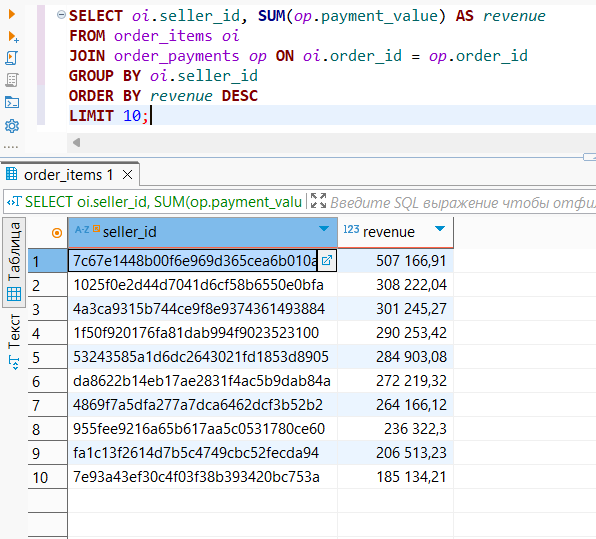 SELECT oi.seller_id, SUM(op.payment_value) AS revenue
FROM order_items oi
JOIN order_payments op ON oi.order_id = op.order_id
GROUP BY oi.seller_id
ORDER BY revenue DESC
LIMIT 10;
order_items 1
SELECT oi.seller_id, SUM(op.payment_valu Введите SQL выражение чтобы отфил
Таблица
Текст
A-Z seller_id 123 revenue
1 7c67e1448b00f6e969d365cea6b010a 507 166,91
2 1025f0e2d44d7041d6cf58b6550e0bfa 308 222,04
3 4a3ca9315b744ce9f8e9374361493884 301 245,27
4 1f50f920176fa81dab994f9023523100 290 253,42
5 53243585a1d6dc2643021fd1853d8905 284 903,08
6 da8622b14eb17ae2831f4ac5b9dab84a 272 219,32
7 4869f7a5dfa277a7dca6462dcf3b52b2 264 166,12
8 955fee9216a65b617aa5c0531780ce60 236 322,3
9 fa1c13f2614d7b5c4749cbc52fecda94 206 513,23
10 7e93a43ef30c4f03f38b393420bc753a 185 134,21